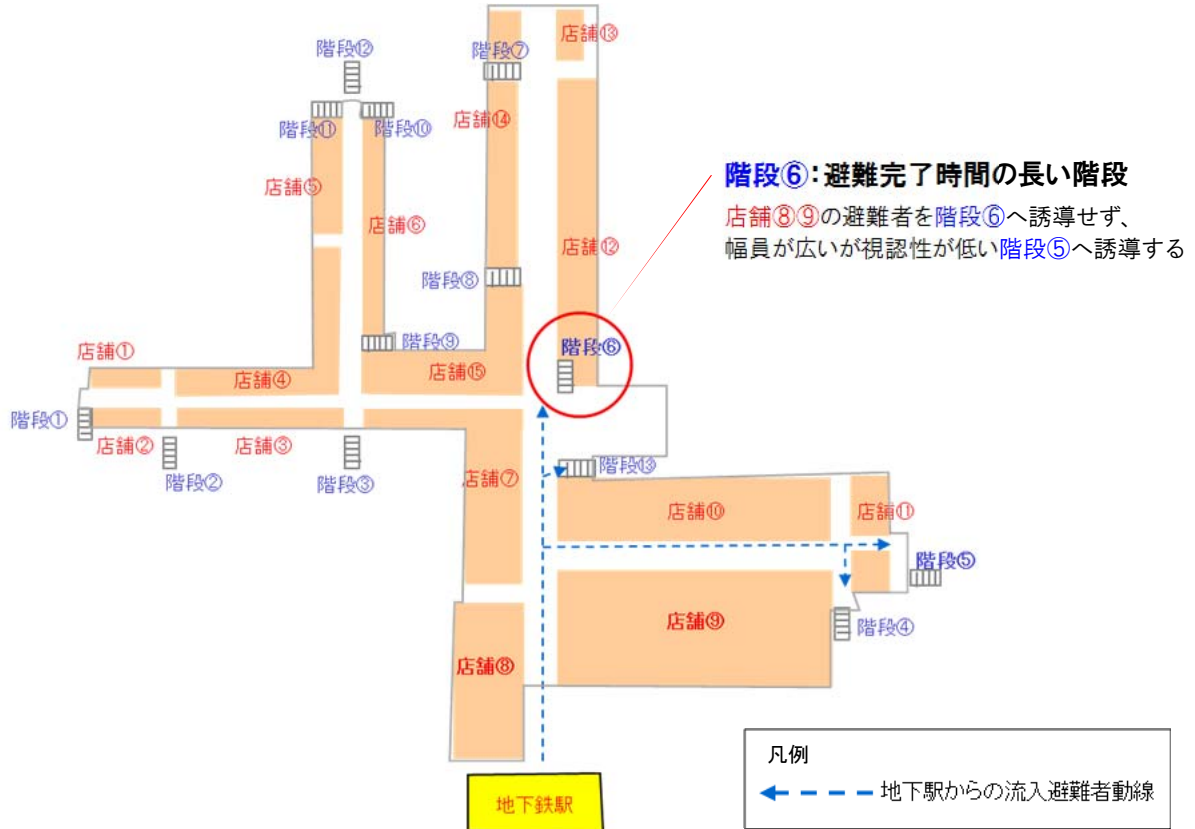 店舗⑬
階段⑫
階段⑦
階段⑪
階段⑩
店舗⑭
階段⑥:避難完了時間の長い階段
店舗⑤
店舗⑧⑨の避難者を階段⑥へ誘導せず、
店舗⑥
店舗⑫
幅員が広いが視認性が低い階段⑤へ誘導する
階段⑧
店舗①
階段⑨
階段⑥
店舗④
店舗⑮
階段①
店舗②
店舗③
階段②
階段③
店舗⑦
階段⑬
店舗⑩
店舗⑪
階段⑤
店舗⑨
階段④
店舗⑧
凡例
地下駅からの流入避難者動線
地下鉄駅